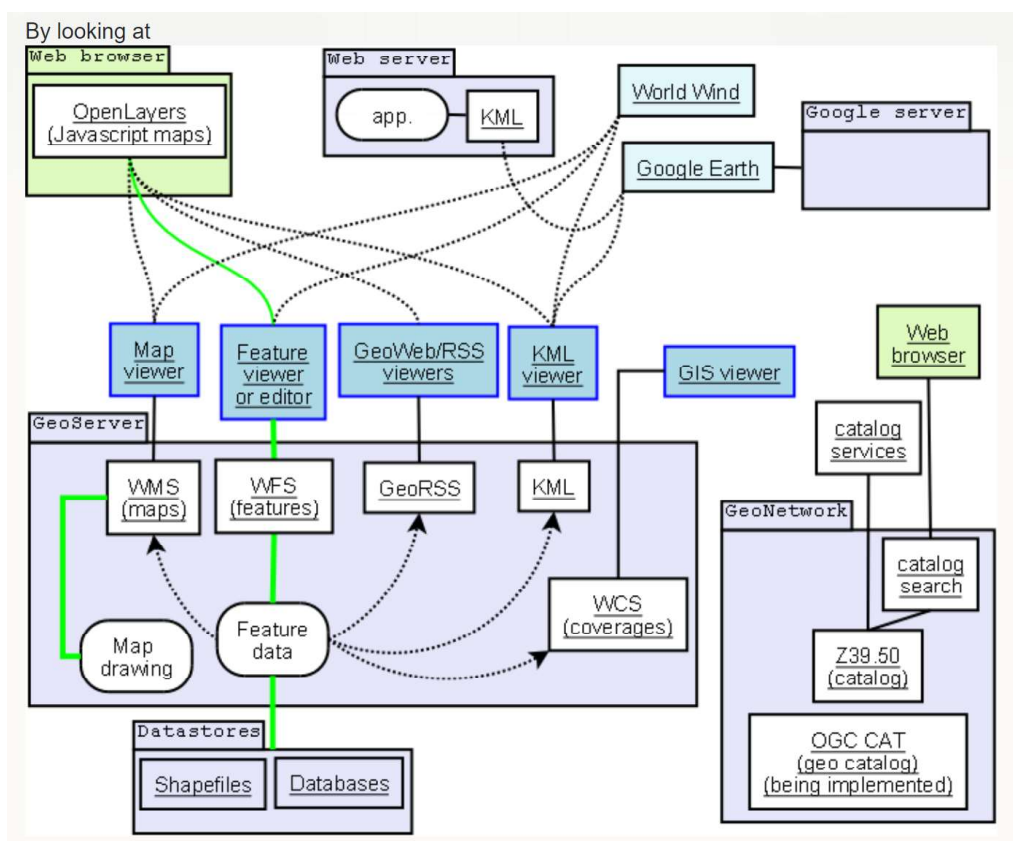 By looking at
Web browser
OpenLayers
(Javascript maps)
Web server
app.
KML
World Wind
Google Earth
Google server
Map
viewer
Feature
viewer
or editor
GeoWeb/RSS
viewers
KML
viewer
GIS viewer
Web
browser
GeoServer
WMS
(maps)
WFS
(features)
GeoRSS
KML
WCS
(coverages)
Map
drawing
Feature
data
catalog
services
GeoNetwork
catalog
search
Z39.50
(catalog)
OGC CAT
(geo catalog)
(being implemented)
Datastores
Shapefiles
Databases